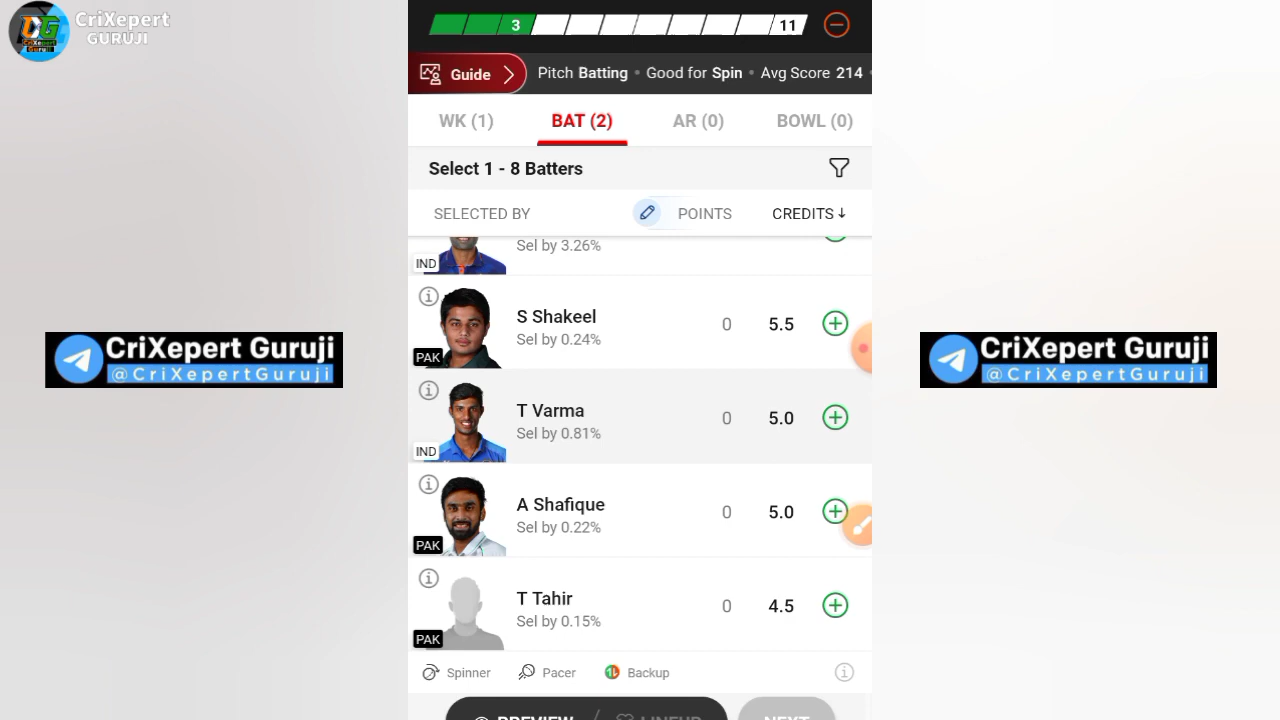 CriXepert
GURUJI
3
11
Guide
Pitch Batting • Good for Spin • Avg Score 214
WK (1)
BAT (2)
AR (0)
BOWL (0)
Select 1 - 8 Batters
SELECTED BY
POINTS
CREDITS↓
Sel by 3.26%
IND
S Shakeel
Sel by 0.24%
0
5.5
PAK
T Varma
Sel by 0.81%
0
5.0
IND
A Shafique
Sel by 0.22%
0
5.0
PAK
T Tahir
Sel by 0.15%
0
4.5
PAK
Spinner
Pacer
Backup
PREVIEW / LINEUP
NEXT
CriXepert Guruji
@CriXepertGuruji
CriXepert Guruji
@CriXepertGuruji